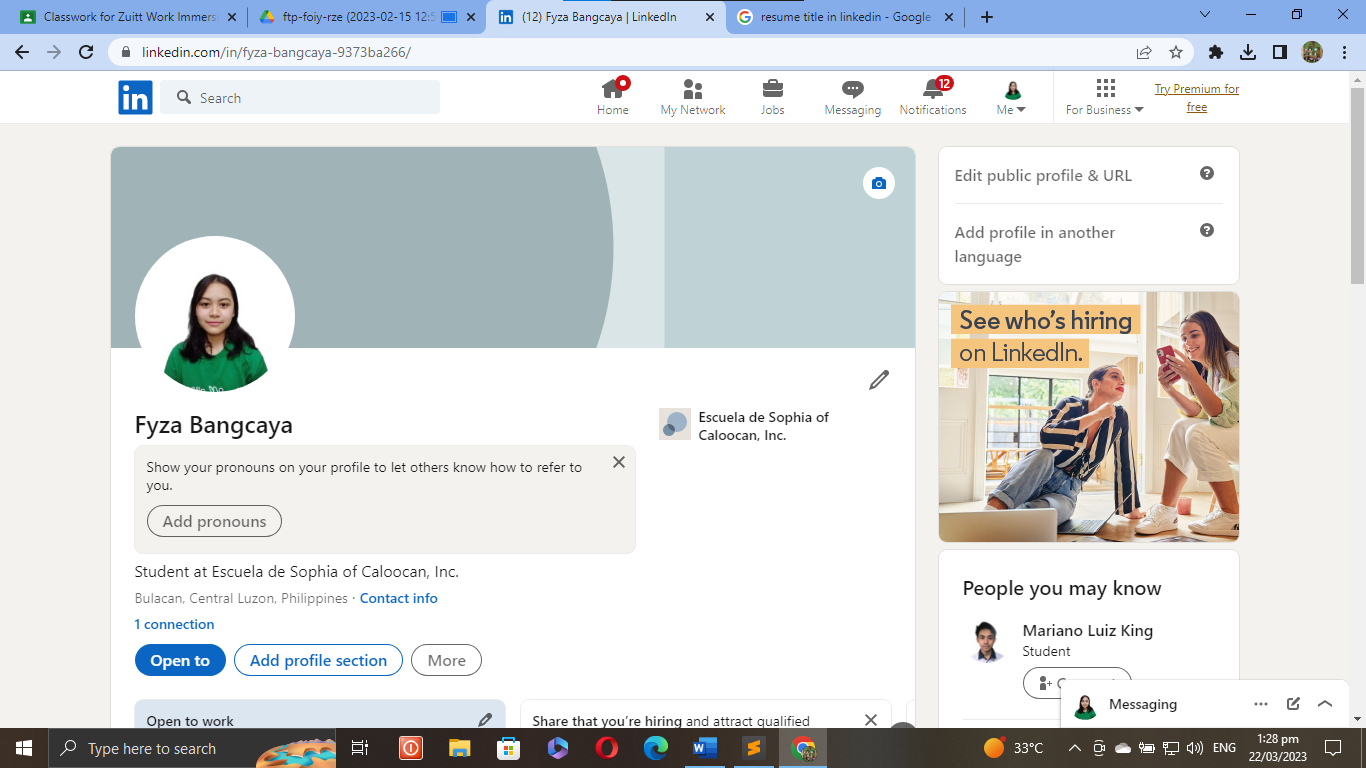 Classwork for Zuitt Work Immers
ftp-foiy-rze (2023-02-15 12:5
(12) Fyza Bangcaya | LinkedIn
resume title in linkedin - Google
linkedin.com/in/fyza-bangcaya-9373ba266/
in
Search
Home
My Network
Jobs
Messaging
12
Notifications
Me
For Business
Try Premium for
free
Edit public profile & URL
Add profile in another
language
See who's hiring
on LinkedIn.
Fyza Bangcaya
Escuela de Sophia of
Caloocan, Inc.
Show your pronouns on your profile to let others know how to refer to
you.
Add pronouns
Student at Escuela de Sophia of Caloocan, Inc.
Bulacan, Central Luzon, Philippines · Contact info
1 connection
Open to
Add profile section
More
Open to work
Share that you're hiring and attract qualified
People you may know
Mariano Luiz King
Student
Messaging
Type here to search
33°C
ENG
1:28 pm
22/03/2023